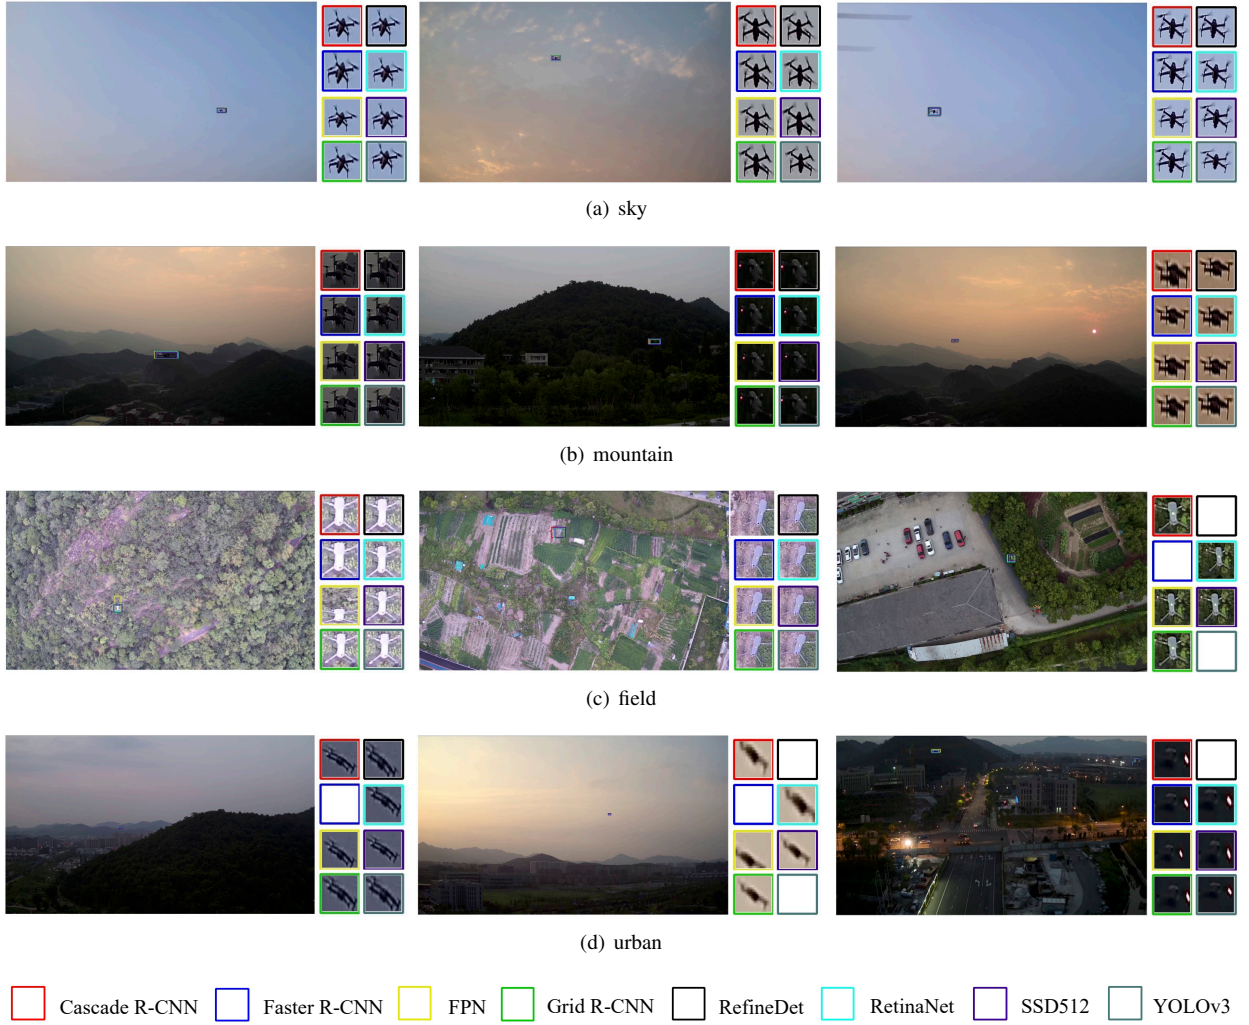 (a) sky
(b) mountain
(c) field
(d) urban
Cascade R-CNN Faster R-CNN FPN Grid R-CNN RefineDet RetinaNet SSD512 YOLOv3